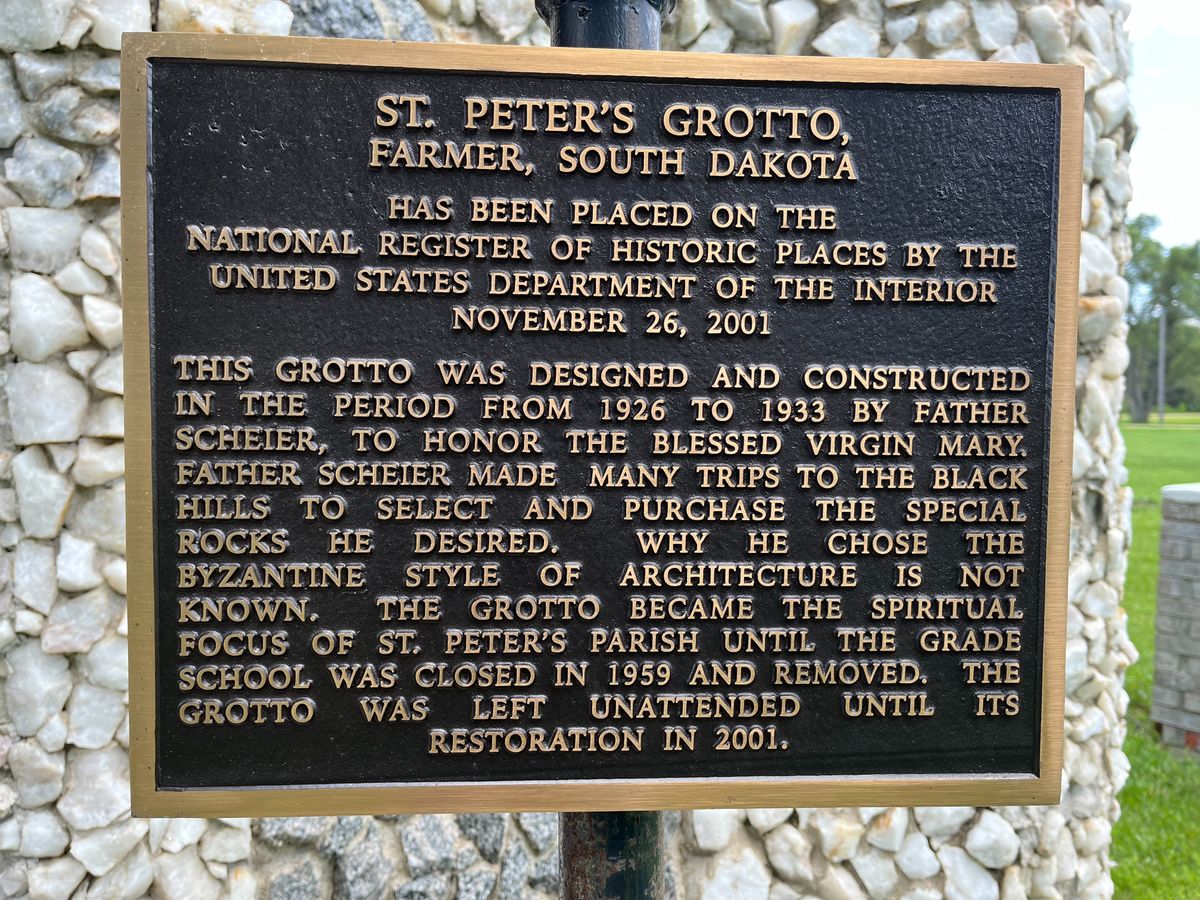 ST. PETER'S GROTTO,
FARMER, SOUTH DAKOTA
HAS BEEN PLACED ON THE
NATIONAL REGISTER OF HISTORIC PLACES BY THE
UNITED STATES DEPARTMENT OF THE INTERIOR
NOVEMBER 26, 2001
THIS GROTTO WAS DESIGNED AND CONSTRUCTED
IN THE PERIOD FROM 1926 TO 1933 BY FATHER
SCHEIER, TO HONOR THE BLESSED VIRGIN MARY.
FATHER SCHEIER MADE MANY TRIPS TO THE BLACK
HILLS TO SELECT AND PURCHASE THE SPECIAL
ROCKS HE DESIRED. WHY HE CHOSE THE
BYZANTINE STYLE OF ARCHITECTURE IS NOT
KNOWN. THE GROTTO BECAME THE SPIRITUAL
FOCUS OF ST. PETER'S PARISH UNTIL THE GRADE
SCHOOL WAS CLOSED IN 1959 AND REMOVED. THE
GROTTO WAS LEFT UNATTENDED UNTIL ITS
RESTORATION IN 2001.